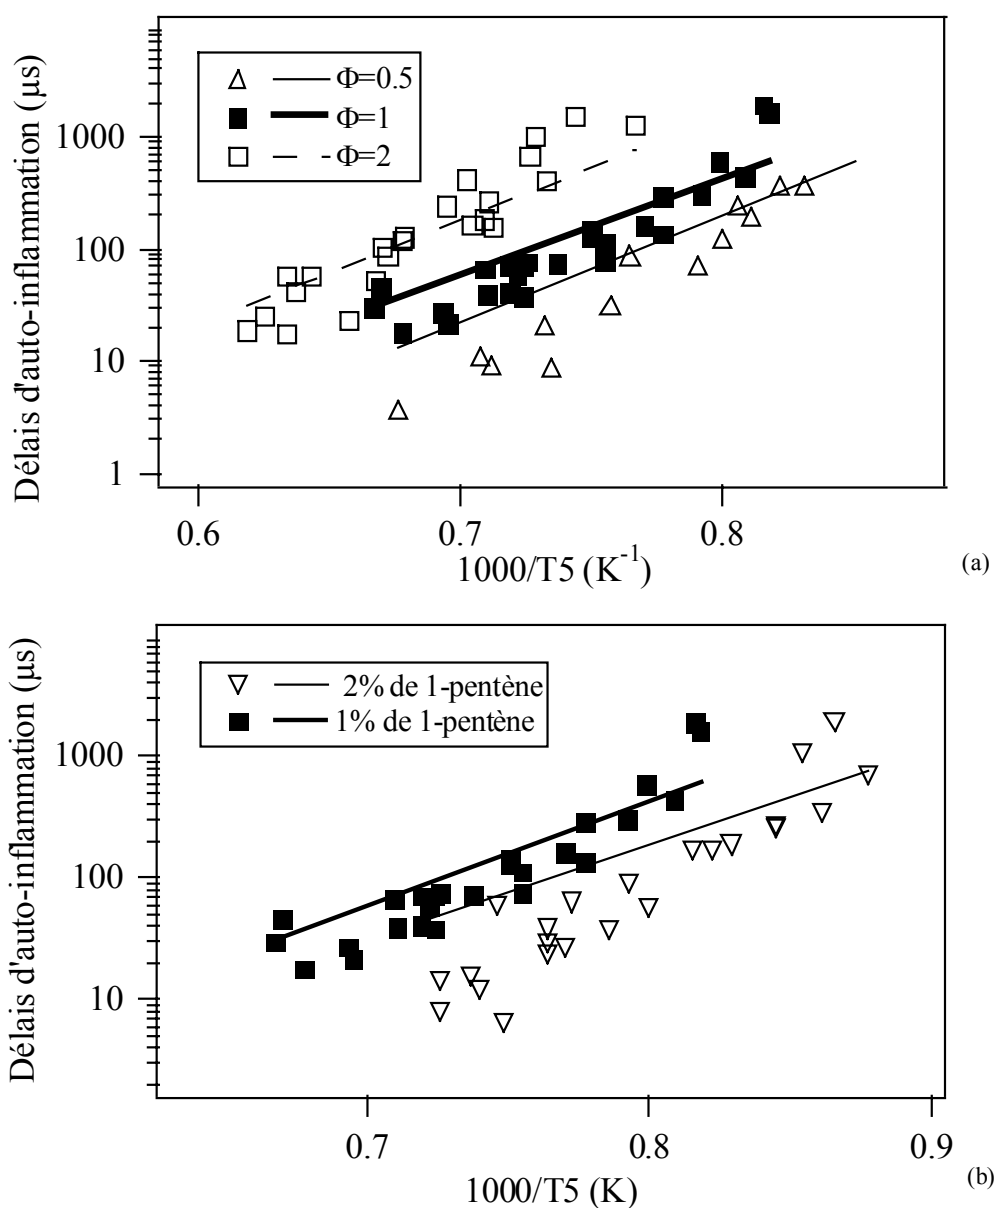 Délais d'auto-inflammation (µs)
1000
100
10
1
Φ=0.5
Φ=1
Φ=2
0.6 0.7 0.8
1000/T5 (K⁻¹)
(a)
Délais d'auto-inflammation (µs)
1000
100
10
2% de 1-pentène
1% de 1-pentène
0.7 0.8 0.9
1000/T5 (K)
(b)